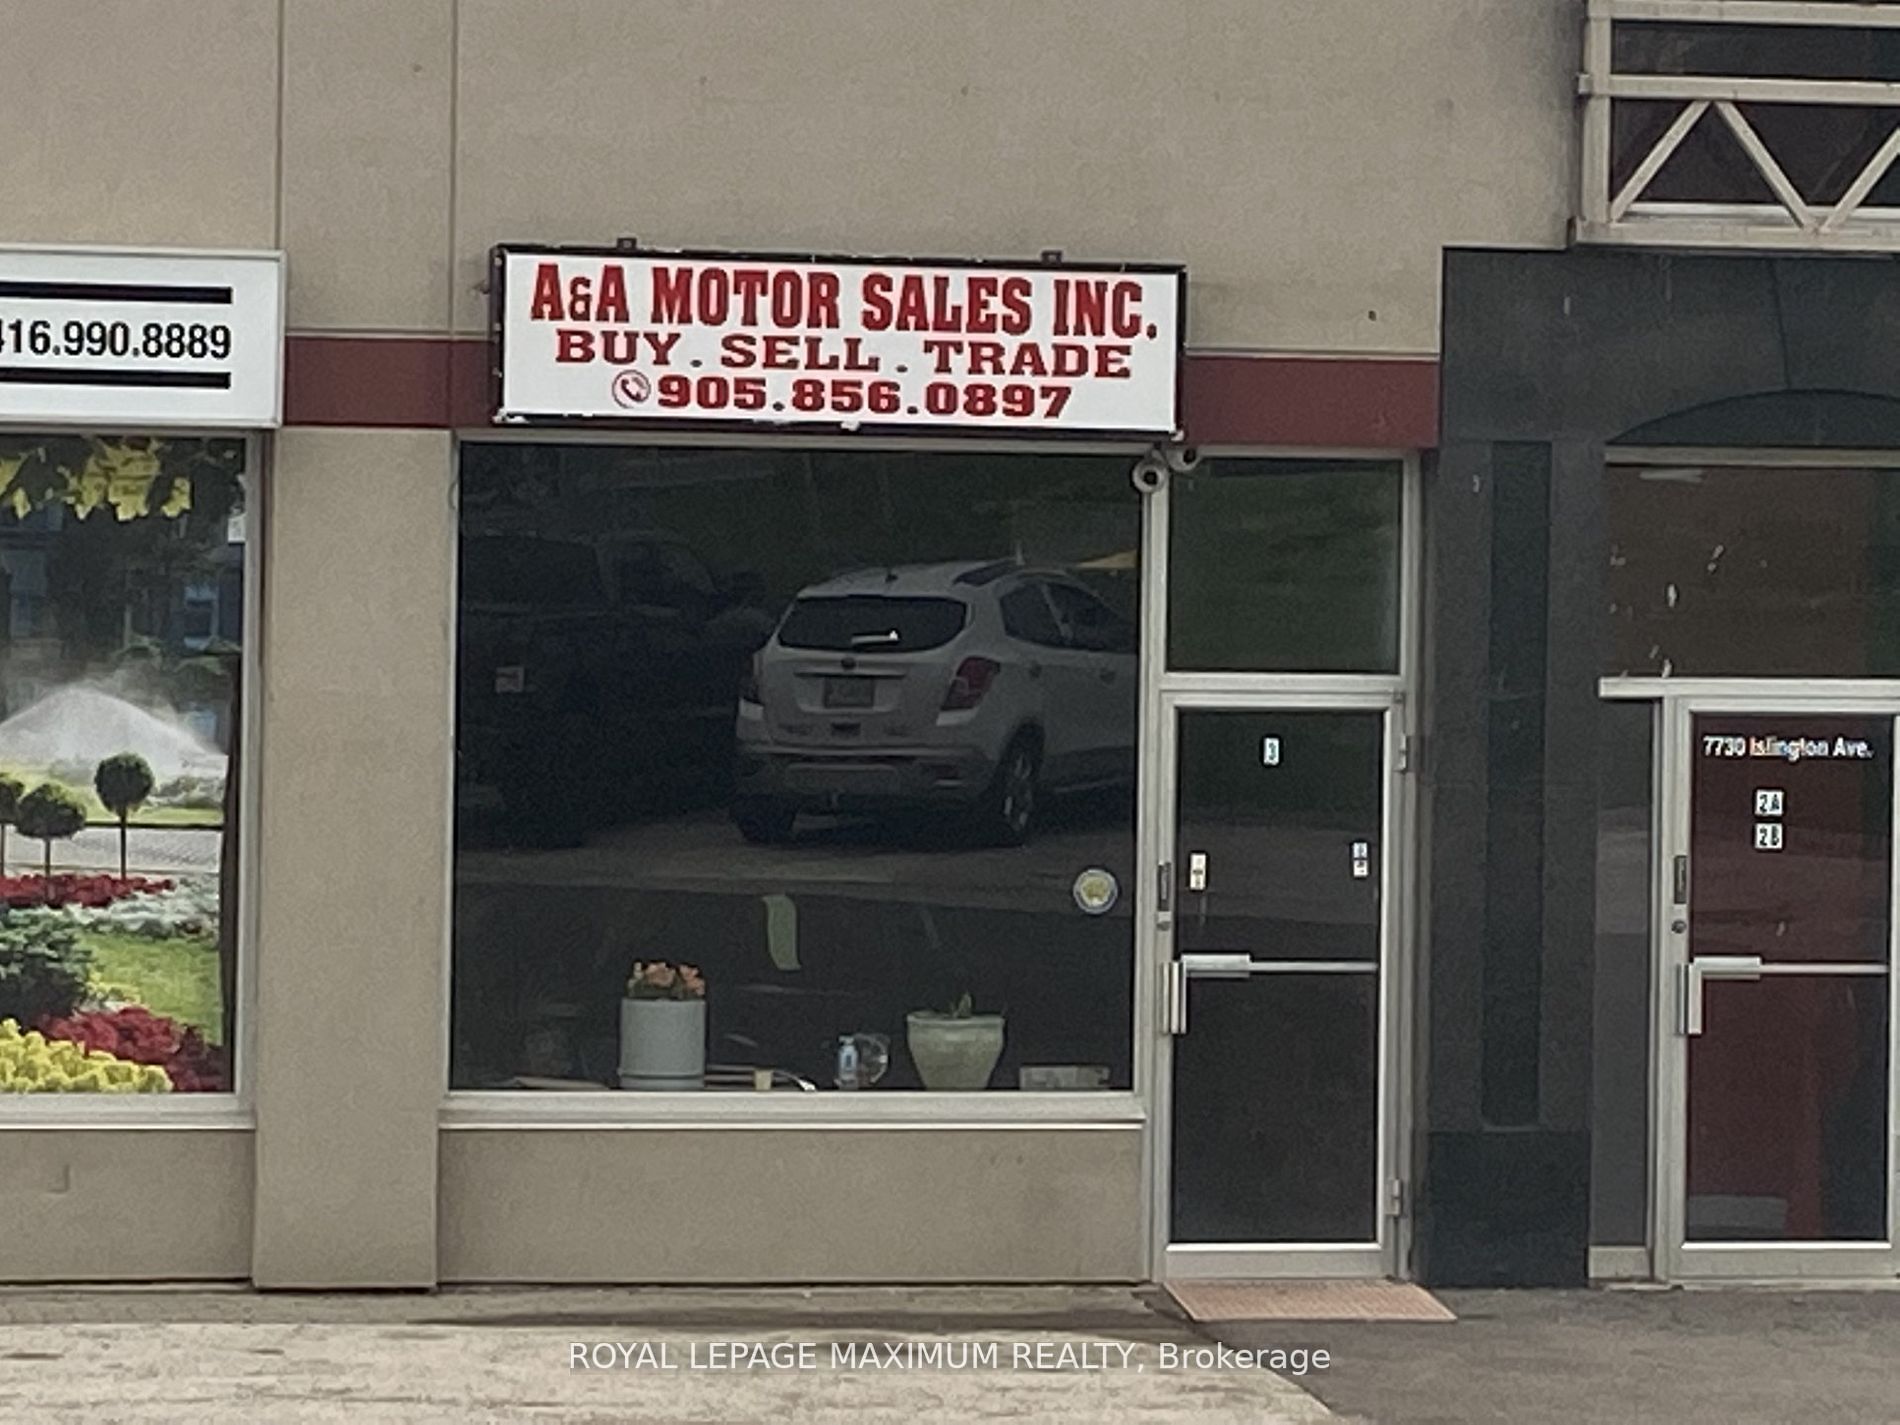 416.990.8889
A&A MOTOR SALES INC.
BUY . SELL . TRADE
905.856.0897
3
7730 Islington Ave.
2A
2B
ROYAL LEPAGE MAXIMUM REALTY, Brokerage